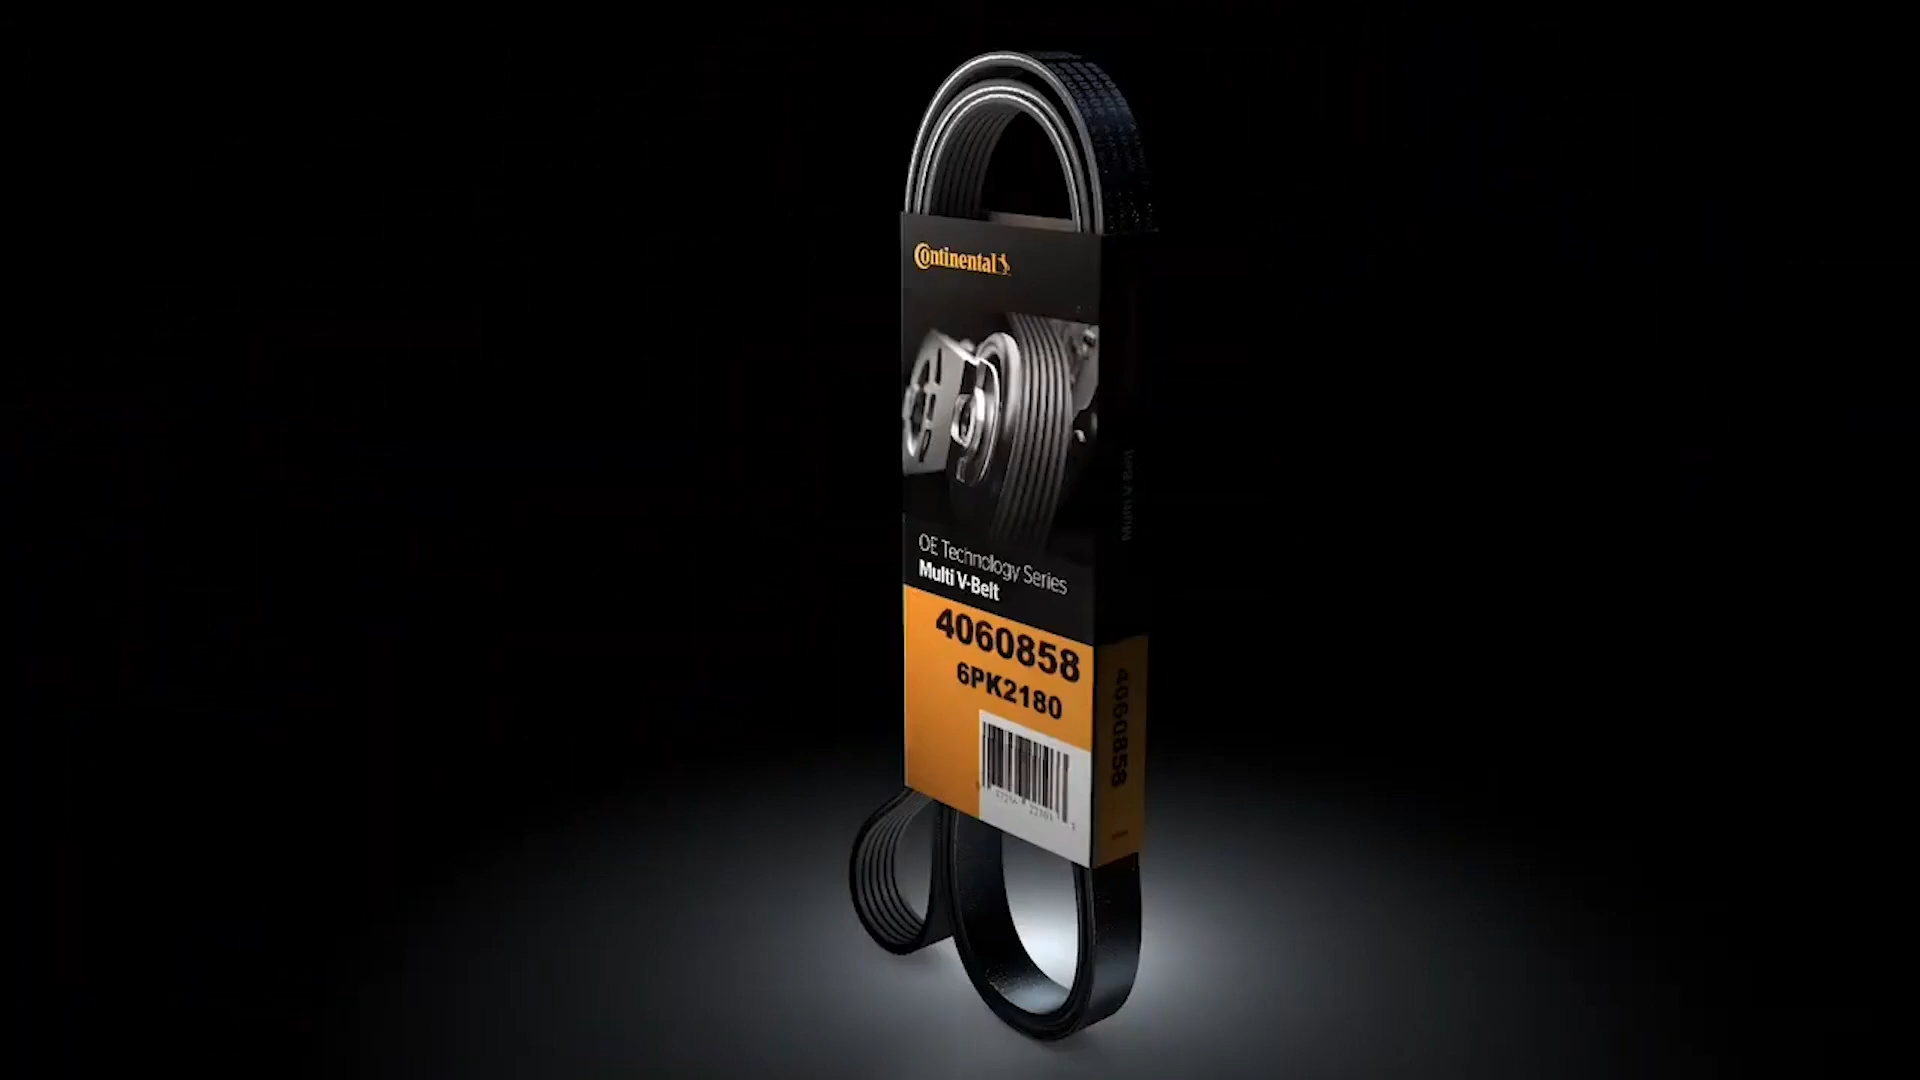 Continental
OE Technology Series
Multi V-Belt
4060858
6PK2180
Multi V-Belt
4060858